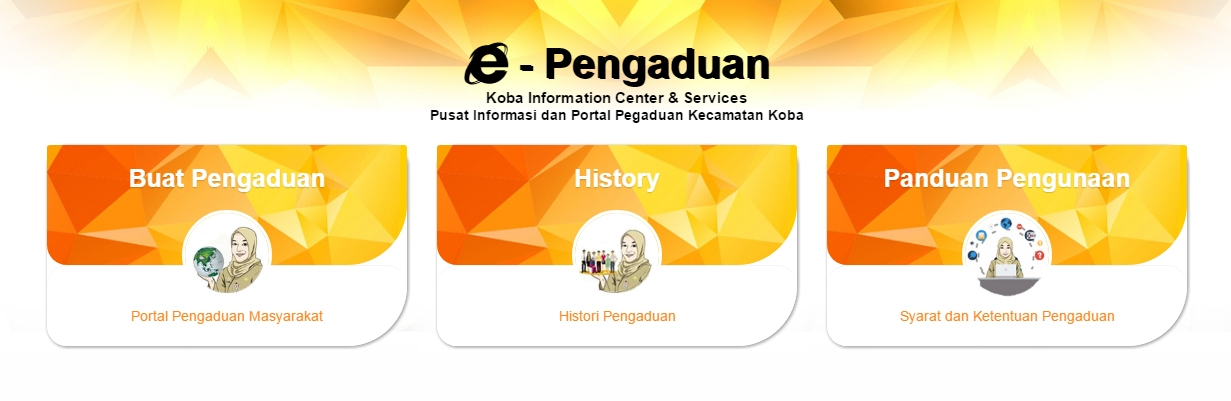 e - Pengaduan
Koba Information Center & Services
Pusat Informasi dan Portal Pegaduan Kecamatan Koba
Buat Pengaduan
Portal Pengaduan Masyarakat
History
Histori Pengaduan
Panduan Pengunaan
Syarat dan Ketentuan Pengaduan